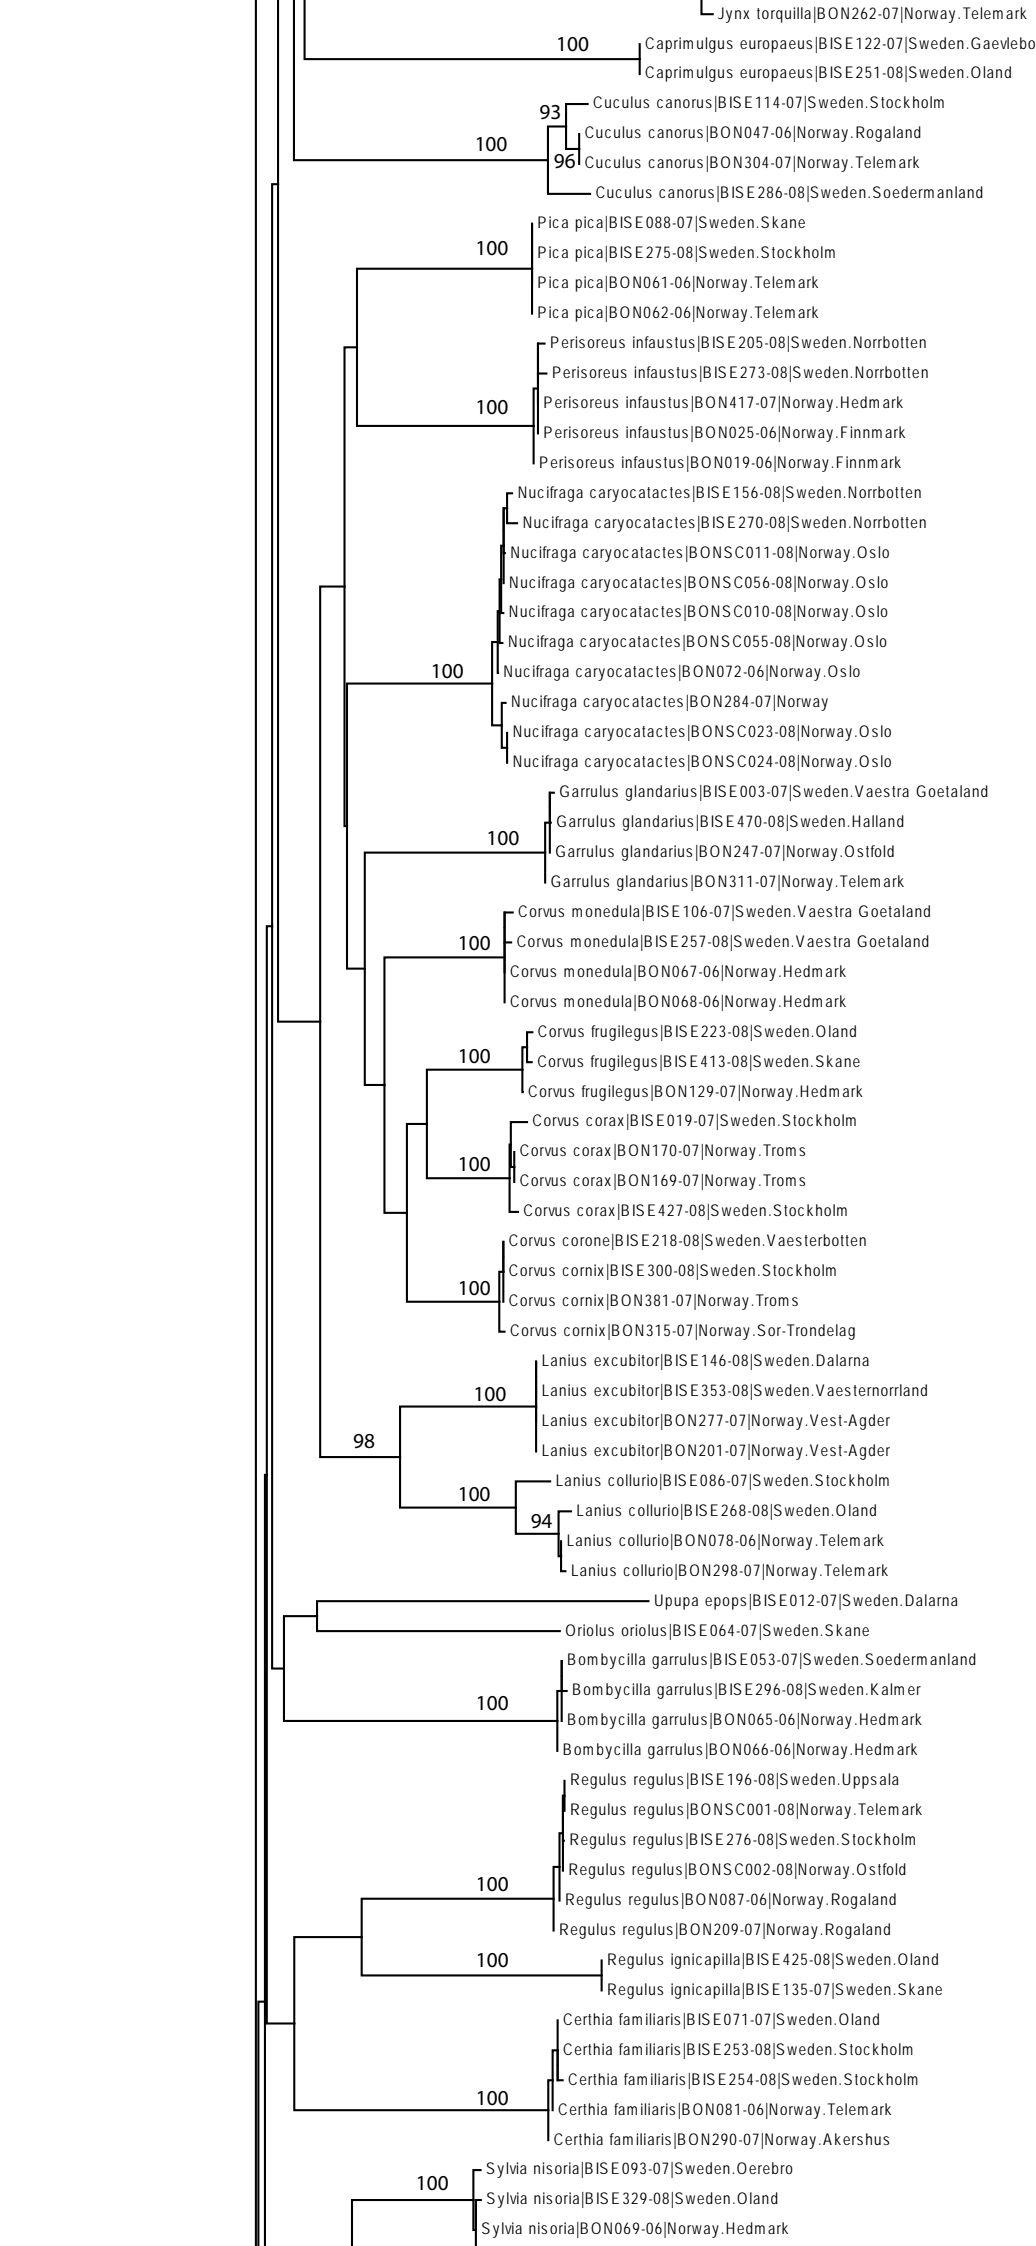 Jynx torquilla|BON262-07|Norway.Telemark
100
Caprimulgus europaeus|BISE122-07|Sweden.Gaevlebo
Caprimulgus europaeus|BISE251-08|Sweden.Oland
Cuculus canorus|BISE114-07|Sweden.Stockholm
93
Cuculus canorus|BON047-06|Norway.Rogaland
100
96
Cuculus canorus|BON304-07|Norway.Telemark
Cuculus canorus|BISE286-08|Sweden.Soedermanland
Pica pica|BISE088-07|Sweden.Skane
100
Pica pica|BISE275-08|Sweden.Stockholm
Pica pica|BON061-06|Norway.Telemark
Pica pica|BON062-06|Norway.Telemark
Perisoreus infaustus|BISE205-08|Sweden.Norrbotten
Perisoreus infaustus|BISE273-08|Sweden.Norrbotten
100
Perisoreus infaustus|BON417-07|Norway.Hedmark
Perisoreus infaustus|BON025-06|Norway.Finnmark
Perisoreus infaustus|BON019-06|Norway.Finnmark
Nucifraga caryocatactes|BISE156-08|Sweden.Norrbotten
Nucifraga caryocatactes|BISE270-08|Sweden.Norrbotten
Nucifraga caryocatactes|BONSC011-08|Norway.Oslo
Nucifraga caryocatactes|BONSC056-08|Norway.Oslo
Nucifraga caryocatactes|BONSC010-08|Norway.Oslo
Nucifraga caryocatactes|BONSC055-08|Norway.Oslo
100
Nucifraga caryocatactes|BON072-06|Norway.Oslo
Nucifraga caryocatactes|BON284-07|Norway
Nucifraga caryocatactes|BONSC023-08|Norway.Oslo
Nucifraga caryocatactes|BONSC024-08|Norway.Oslo
Garrulus glandarius|BISE003-07|Sweden.Vaestra Goetaland
Garrulus glandarius|BISE470-08|Sweden.Halland
100
Garrulus glandarius|BON247-07|Norway.Ostfold
Garrulus glandarius|BON311-07|Norway.Telemark
Corvus monedula|BISE106-07|Sweden.Vaestra Goetaland
100
Corvus monedula|BISE257-08|Sweden.Vaestra Goetaland
Corvus monedula|BON067-06|Norway.Hedmark
Corvus monedula|BON068-06|Norway.Hedmark
Corvus frugilegus|BISE223-08|Sweden.Oland
100
Corvus frugilegus|BISE413-08|Sweden.Skane
Corvus frugilegus|BON129-07|Norway.Hedmark
Corvus corax|BISE019-07|Sweden.Stockholm
Corvus corax|BON170-07|Norway.Troms
100
Corvus corax|BON169-07|Norway.Troms
Corvus corax|BISE427-08|Sweden.Stockholm
Corvus corone|BISE218-08|Sweden.Vaesterbotten
Corvus cornix|BISE300-08|Sweden.Stockholm
100
Corvus cornix|BON381-07|Norway.Troms
Corvus cornix|BON315-07|Norway.Sor-Trondelag
Lanius excubitor|BISE146-08|Sweden.Dalarna
100
Lanius excubitor|BISE353-08|Sweden.Vaesternorrland
Lanius excubitor|BON277-07|Norway.Vest-Agder
98
Lanius excubitor|BON201-07|Norway.Vest-Agder
Lanius collurio|BISE086-07|Sweden.Stockholm
100
Lanius collurio|BISE268-08|Sweden.Oland
94
Lanius collurio|BON078-06|Norway.Telemark
Lanius collurio|BON298-07|Norway.Telemark
Upupa epops|BISE012-07|Sweden.Dalarna
Oriolus oriolus|BISE064-07|Sweden.Skane
Bombycilla garrulus|BISE053-07|Sweden.Soedermanland
Bombycilla garrulus|BISE296-08|Sweden.Kalmer
100
Bombycilla garrulus|BON065-06|Norway.Hedmark
Bombycilla garrulus|BON066-06|Norway.Hedmark
Regulus regulus|BISE196-08|Sweden.Uppsala
Regulus regulus|BONSC001-08|Norway.Telemark
Regulus regulus|BISE276-08|Sweden.Stockholm
Regulus regulus|BONSC002-08|Norway.Ostfold
100
Regulus regulus|BON087-06|Norway.Rogaland
Regulus regulus|BON209-07|Norway.Rogaland
100
Regulus ignicapilla|BISE425-08|Sweden.Oland
Regulus ignicapilla|BISE135-07|Sweden.Skane
Certhia familiaris|BISE071-07|Sweden.Oland
Certhia familiaris|BISE253-08|Sweden.Stockholm
Certhia familiaris|BISE254-08|Sweden.Stockholm
100
Certhia familiaris|BON081-06|Norway.Telemark
Certhia familiaris|BON290-07|Norway.Akershus
Sylvia nisoria|BISE093-07|Sweden.Oerebro
100
Sylvia nisoria|BISE329-08|Sweden.Oland
Sylvia nisoria|BON069-06|Norway.Hedmark